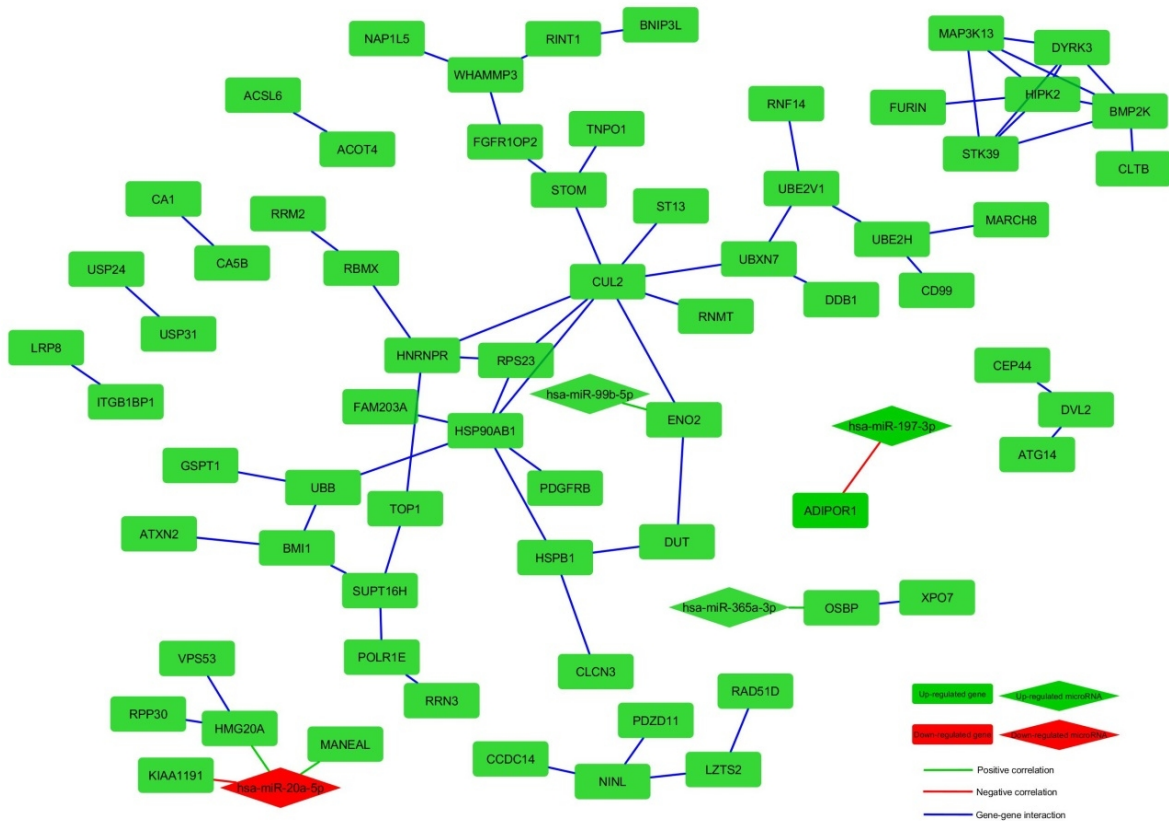 BNIP3L
NAP1L5
RINT1
MAP3K13
DYRK3
WHAMMP3
ACSL6
RNF14
HIPK2
FURIN
BMP2K
TNPO1
FGFR1OP2
ACOT4
STK39
CLTB
STOM
UBE2V1
CA1
RRM2
ST13
MARCH8
UBE2H
UBXN7
CA5B
RBMX
USP24
CUL2
CD99
DDB1
RNMT
USP31
LRP8
HNRNPR
RPS23
CEP44
hsa-miR-99b-5p
ITGB1BP1
FAM203A
DVL2
ENO2
hsa-miR-197-3p
HSP90AB1
ATG14
GSPT1
UBB
PDGFRB
TOP1
ADIPOR1
ATXN2
BMI1
HSPB1
DUT
SUPT16H
XPO7
hsa-miR-365a-3p
OSBP
VPS53
POLR1E
CLCN3
RRN3
RAD51D
Up-regulated gene
Up-regulated microRNA
RPP30
HMG20A
PDZD11
Down-regulated gene
Down-regulated microRNA
MANEAL
CCDC14
LZTS2
KIAA1191
NINL
hsa-miR-20a-5p
Positive correlation
Negative correlation
Gene-gene interaction